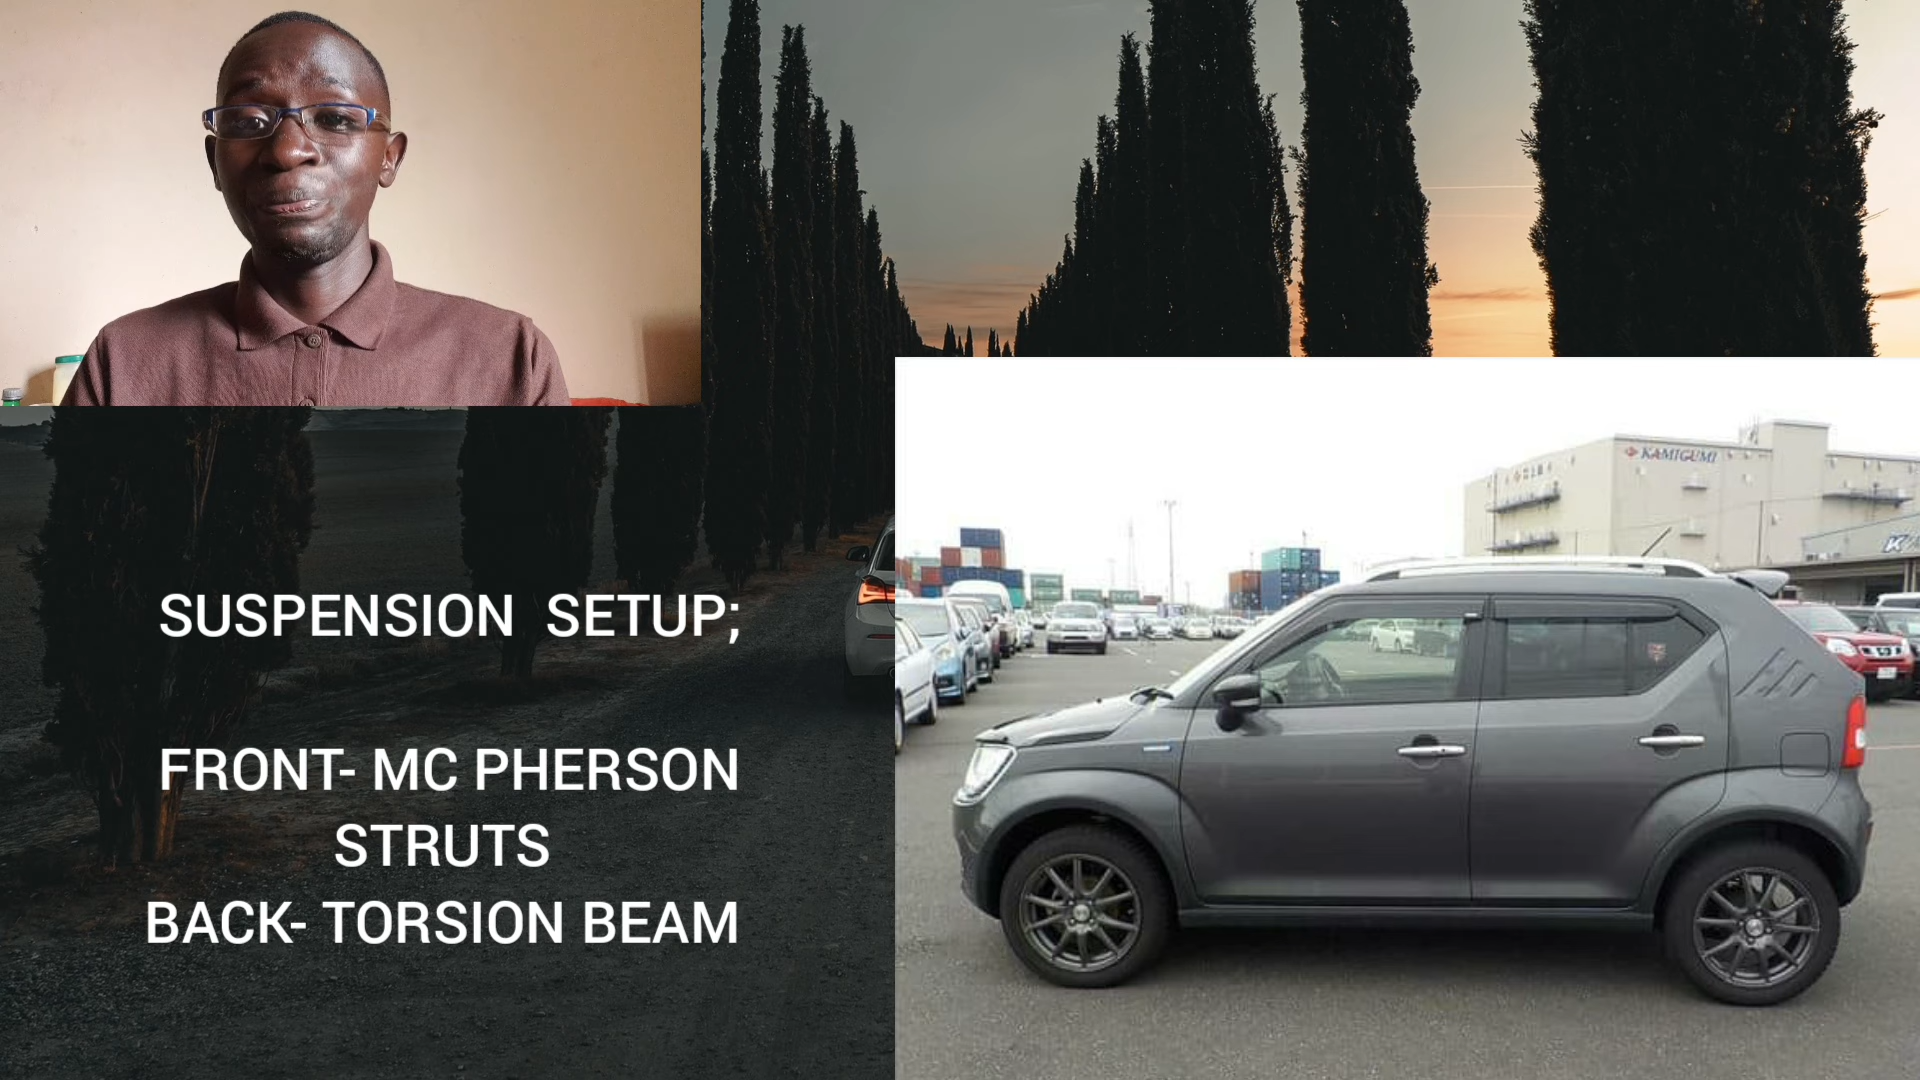 KAMIGUMI
SUSPENSION SETUP;
FRONT- MC PHERSON
STRUTS
BACK- TORSION BEAM